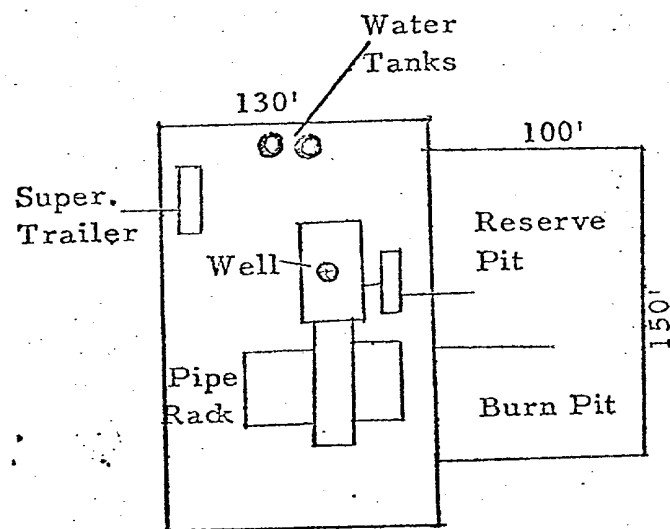 Water
Tanks
130'
100'
Super.
Trailer
Reserve
Pit
Well
150'
Pipe
Rack
Burn Pit